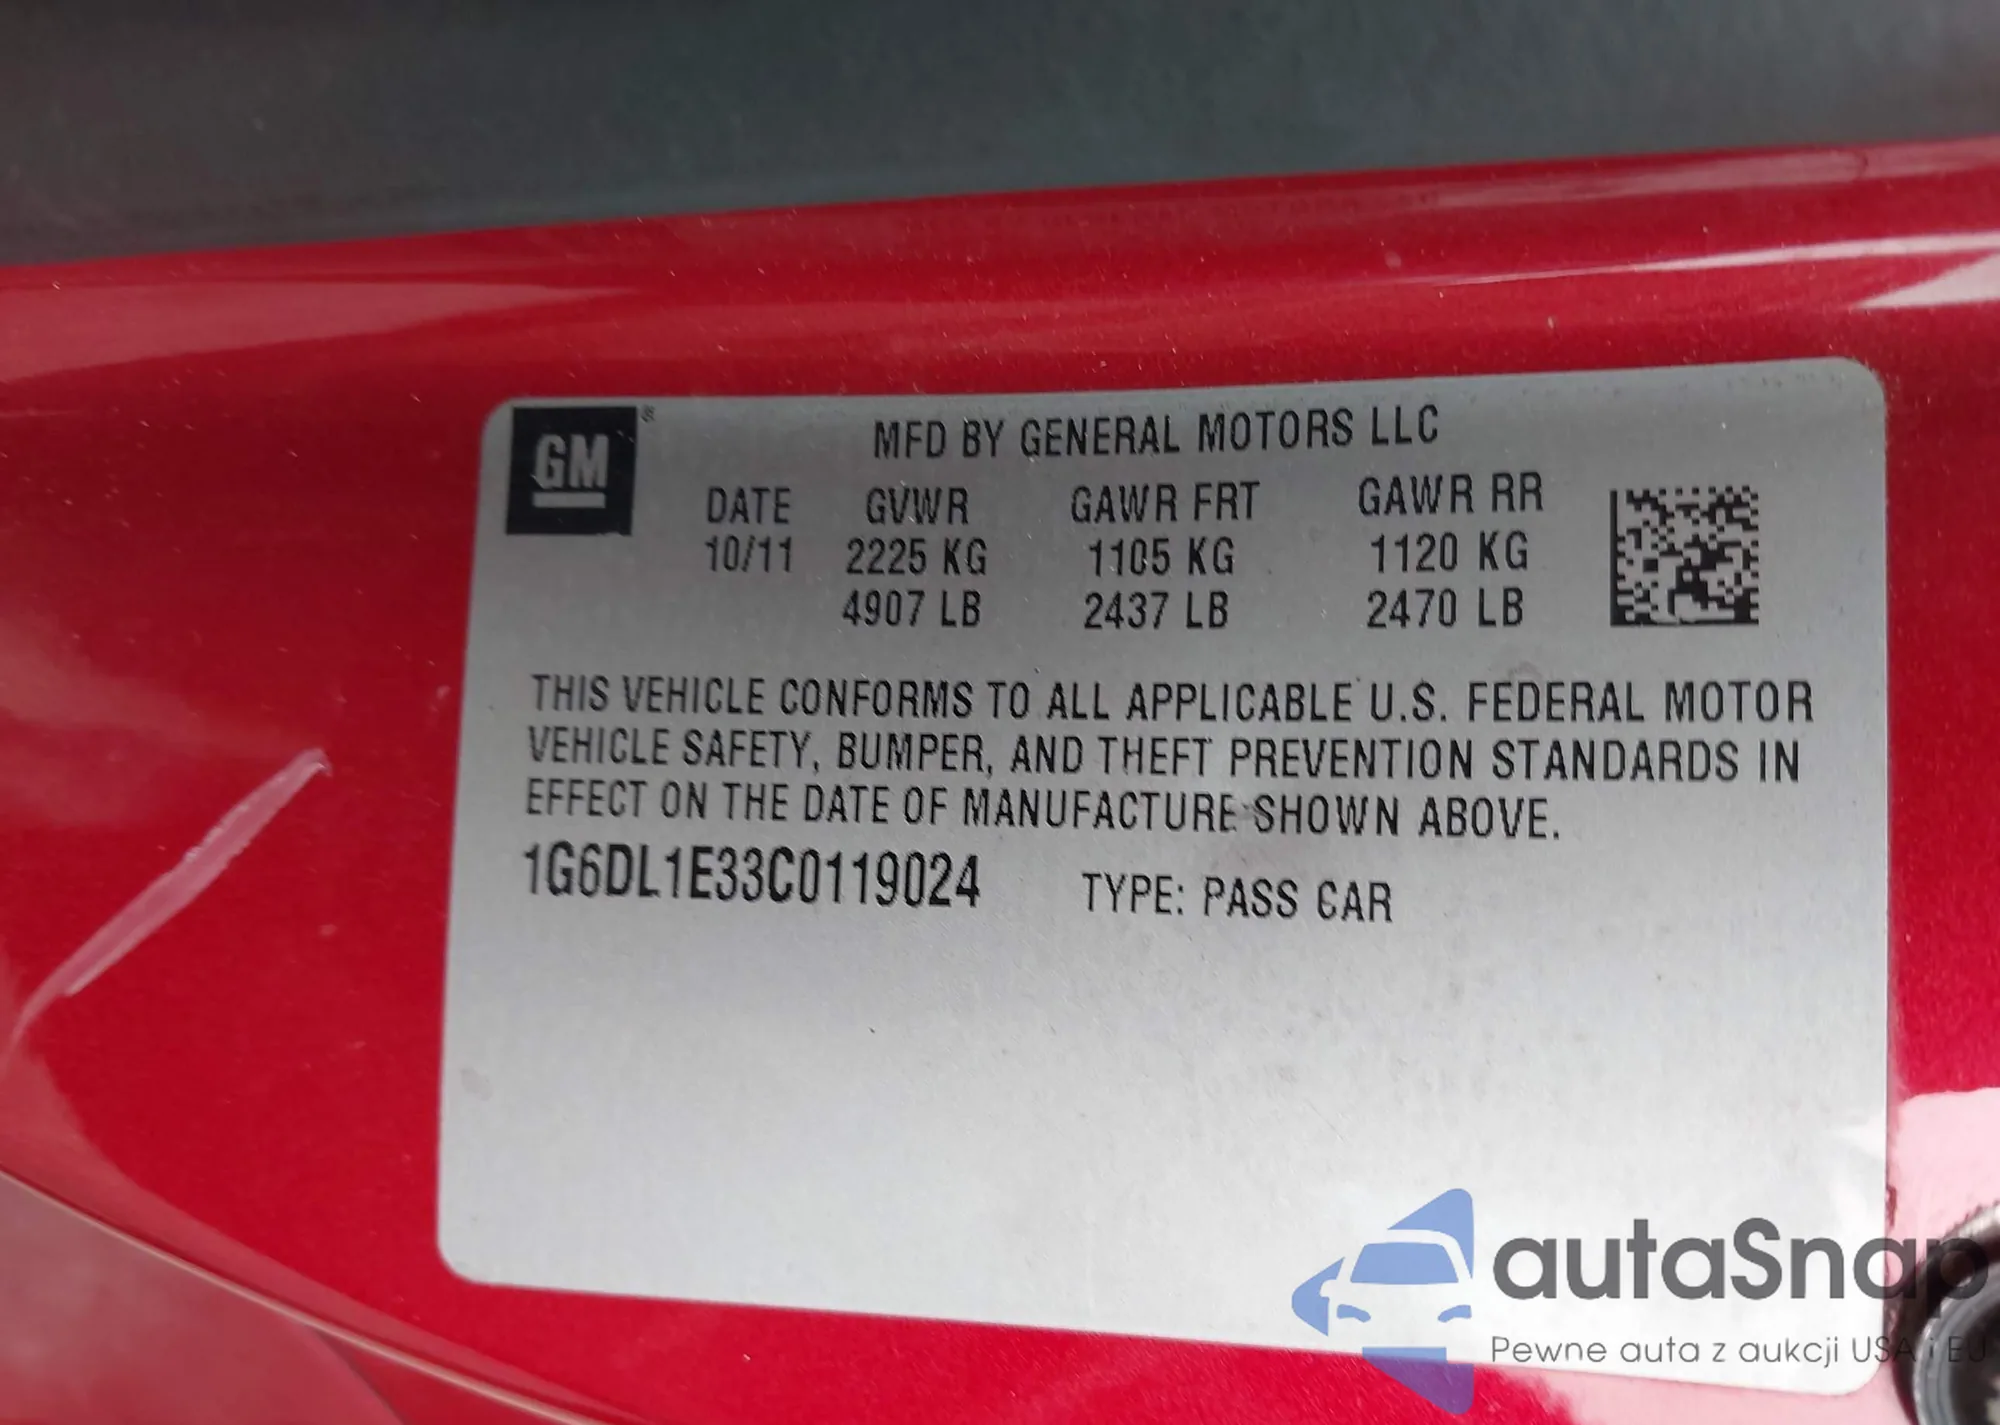 GM
MFD BY GENERAL MOTORS LLC
DATE GVWR GAWR FRT GAWR RR
10/11 2225 KG 1105 KG 1120 KG
4907 LB 2437 LB 2470 LB
THIS VEHICLE CONFORMS TO ALL APPLICABLE U.S. FEDERAL MOTOR
VEHICLE SAFETY, BUMPER, AND THEFT PREVENTION STANDARDS IN
EFFECT ON THE DATE OF MANUFACTURE SHOWN ABOVE.
1G6DL1E33C0119024 TYPE: PASS CAR
autaSnap
Pewne auta z aukcji USA i EU